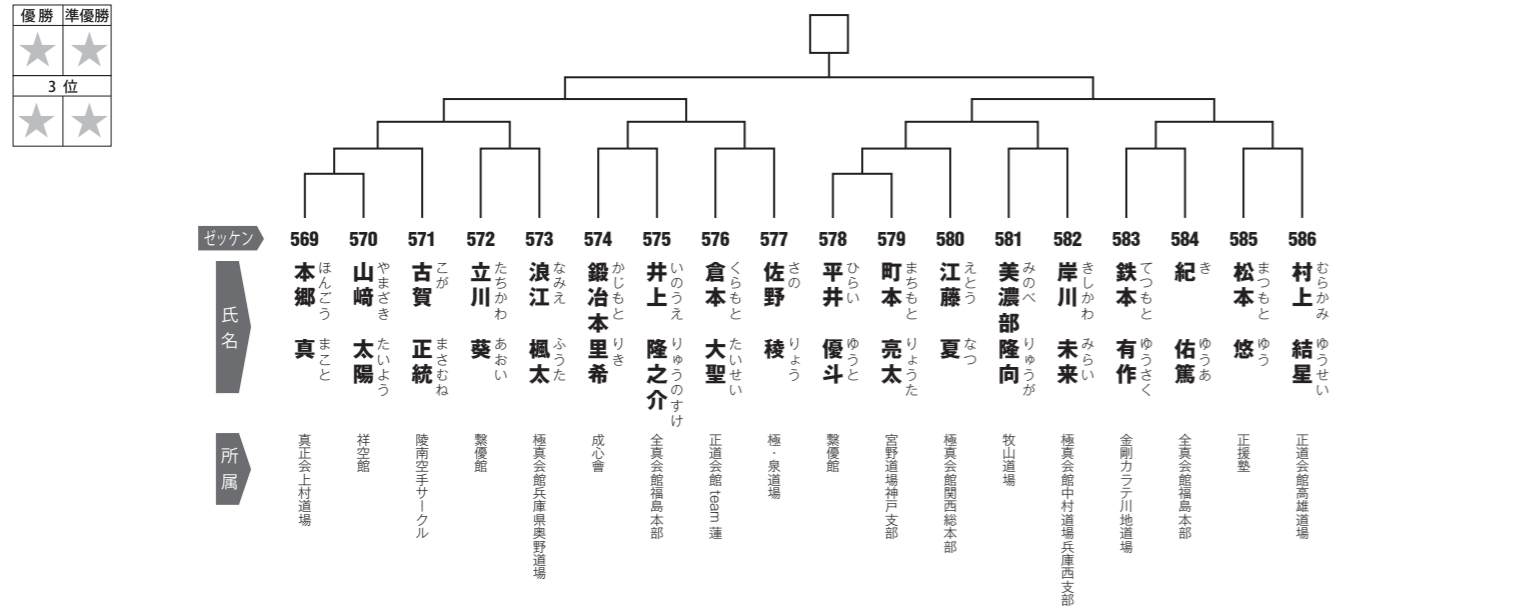 優勝 準優勝
3 位
ゼッケン 569 570 571 572 573 574 575 576 577 578 579 580 581 582 583 584 585 586
氏名
本郷 真 ほんごう まこと
山﨑 太陽 やまざき たいよう
古賀 正統 こが まさむね
立川 葵 たちかわ あおい
浪江 楓太 なみえ ふうた
鍛冶本 里希 かじもと りき
井上 隆之介 いのうえ りゅうのすけ
倉本 大聖 くらもと たいせい
佐野 稜 さの りょう
平井 優斗 ひらい ゆうと
町本 亮太 まちもと りょうた
江藤 夏 えとう なつ
美濃部 隆向 みのべ りゅうが
岸川 未来 きしかわ みらい
鉄本 有作 てつもと ゆうさく
紀 佑篤 き ゆうあ
松本 悠 まつもと ゆう
村上 結星 むらかみ ゆうせい
所属
真正会上村道場
祥空館
陵南空手サークル
繋優館
極真会館兵庫県奥野道場
成心會
全真会館福島本部
正道会館 team 蓮
極・泉道場
繋優館
宮野道場神戸支部
極真会館関西総本部
牧山道場
極真会館中村道場兵庫西支部
金剛カラテ川地道場
全真会館福島本部
正援塾
正道会館高雄道場